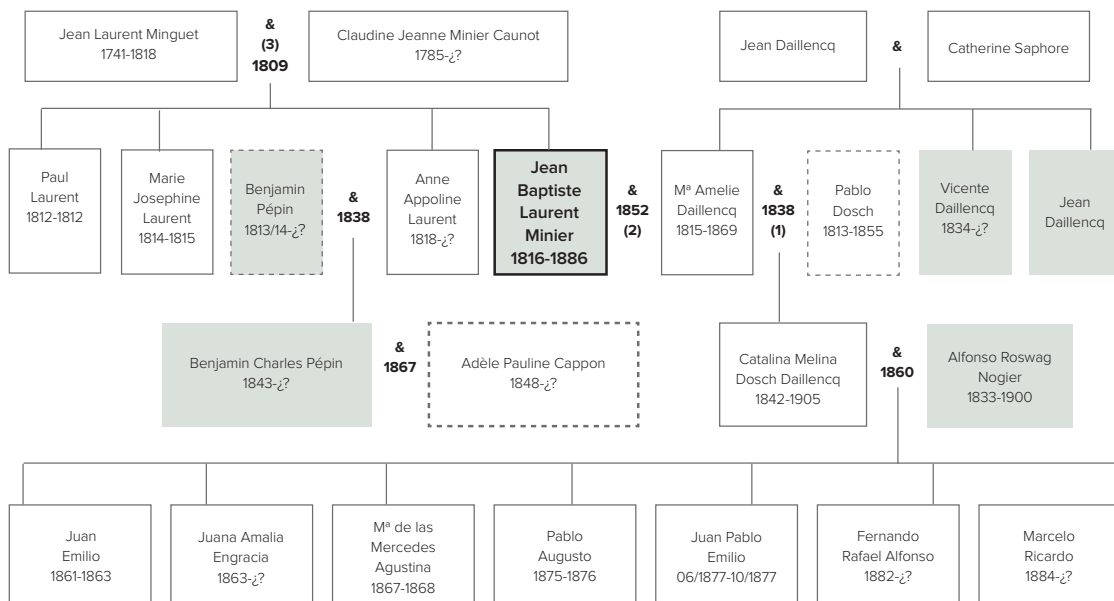 Jean Laurent Minguet
1741-1818
&
(3)
1809
Claudine Jeanne Minier Caunot
1785-¿?
Jean Daillencq
&
Catherine Saphore
Paul
Laurent
1812-1812
Marie
Josephine
Laurent
1814-1815
Benjamin
Pépin
1813/14-¿?
&
1838
Anne
Appoline
Laurent
1818-¿?
Jean
Baptiste
Laurent
Minier
1816-1886
&
1852
(2)
Mª Amelie
Daillencq
1815-1869
&
1838
(1)
Pablo
Dosch
1813-1855
Vicente
Daillencq
1834-¿?
Jean
Daillencq
Benjamin Charles Pépin
1843-¿?
&
1867
Adèle Pauline Cappon
1848-¿?
Catalina Melina
Dosch Daillencq
1842-1905
&
1860
Alfonso Roswag
Nogier
1833-1900
Juan
Emilio
1861-1863
Juana Amalia
Engracia
1863-¿?
Mª de las
Mercedes
Agustina
1867-1868
Pablo
Augusto
1875-1876
Juan Pablo
Emilio
06/1877-10/1877
Fernando
Rafael Alfonso
1882-¿?
Marcelo
Ricardo
1884-¿?